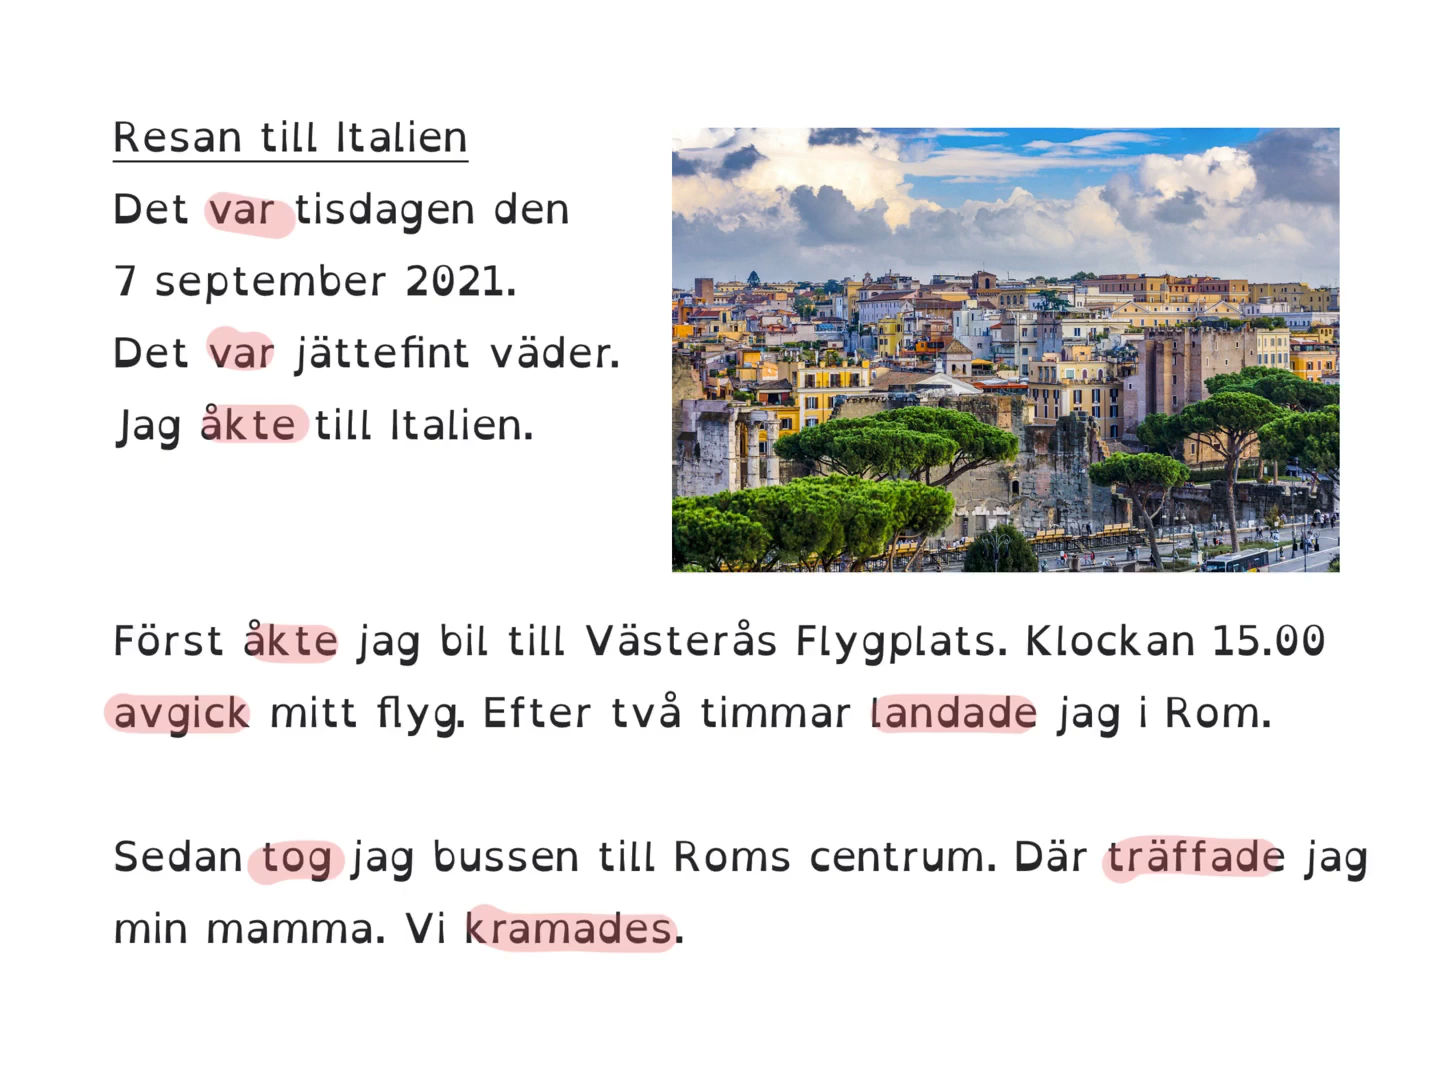 Resan till Italien
Det var tisdagen den
7 september 2021.
Det var jättefint väder.
Jag åkte till Italien.
Först åkte jag bil till Västerås Flygplats. Klockan 15.00
avgick mitt flyg. Efter två timmar landade jag i Rom.
Sedan tog jag bussen till Roms centrum. Där träffade jag
min mamma. Vi kramades.